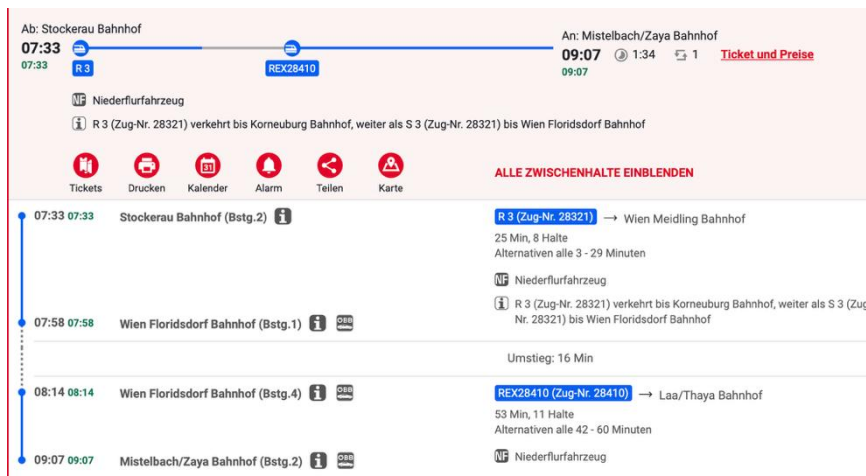 Ab: Stockerau Bahnhof
07:33
07:33
R 3
REX28410
An: Mistelbach/Zaya Bahnhof
09:07 1:34 1 Ticket und Preise
09:07
NF Niederflurfahrzeug
i R 3 (Zug-Nr. 28321) verkehrt bis Korneuburg Bahnhof, weiter als S 3 (Zug-Nr. 28321) bis Wien Floridsdorf Bahnhof
31
Tickets Drucken Kalender Alarm Teilen Karte
ALLE ZWISCHENHALTE EINBLENDEN
07:33 07:33 Stockerau Bahnhof (Bstg.2) i
R 3 (Zug-Nr. 28321) → Wien Meidling Bahnhof
25 Min, 8 Halte
Alternativen alle 3 - 29 Minuten
NF Niederflurfahrzeug
i R 3 (Zug-Nr. 28321) verkehrt bis Korneuburg Bahnhof, weiter als S 3 (Zug
Nr. 28321) bis Wien Floridsdorf Bahnhof
07:58 07:58 Wien Floridsdorf Bahnhof (Bstg.1) i ÖBB
Umstieg: 16 Min
08:14 08:14 Wien Floridsdorf Bahnhof (Bstg.4) i ÖBB
REX28410 (Zug-Nr. 28410) → Laa/Thaya Bahnhof
53 Min, 11 Halte
Alternativen alle 42 - 60 Minuten
NF Niederflurfahrzeug
09:07 09:07 Mistelbach/Zaya Bahnhof (Bstg.2) i ÖBB